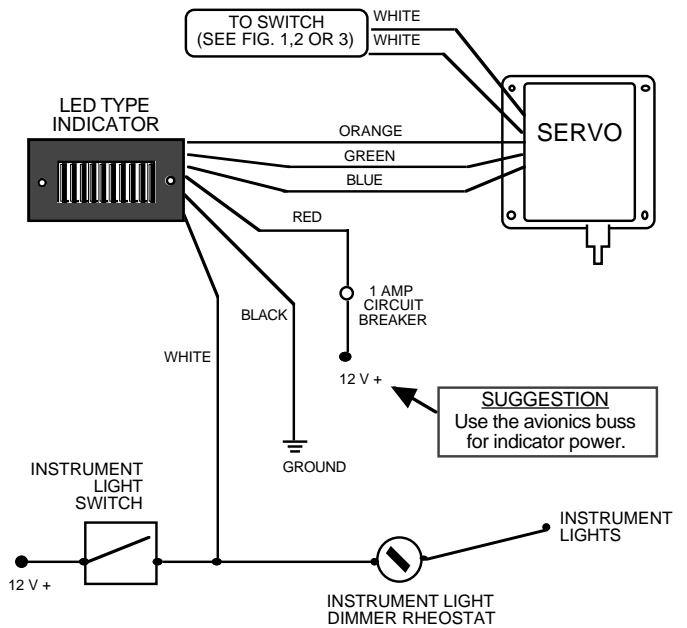 TO SWITCH
(SEE FIG. 1,2 OR 3)
WHITE
WHITE
LED TYPE
INDICATOR
ORANGE
GREEN
BLUE
SERVO
RED
1 AMP
CIRCUIT
BREAKER
BLACK
WHITE
12 V +
SUGGESTION
Use the avionics buss
for indicator power.
GROUND
INSTRUMENT
LIGHT
SWITCH
12 V +
INSTRUMENT
LIGHTS
INSTRUMENT LIGHT
DIMMER RHEOSTAT